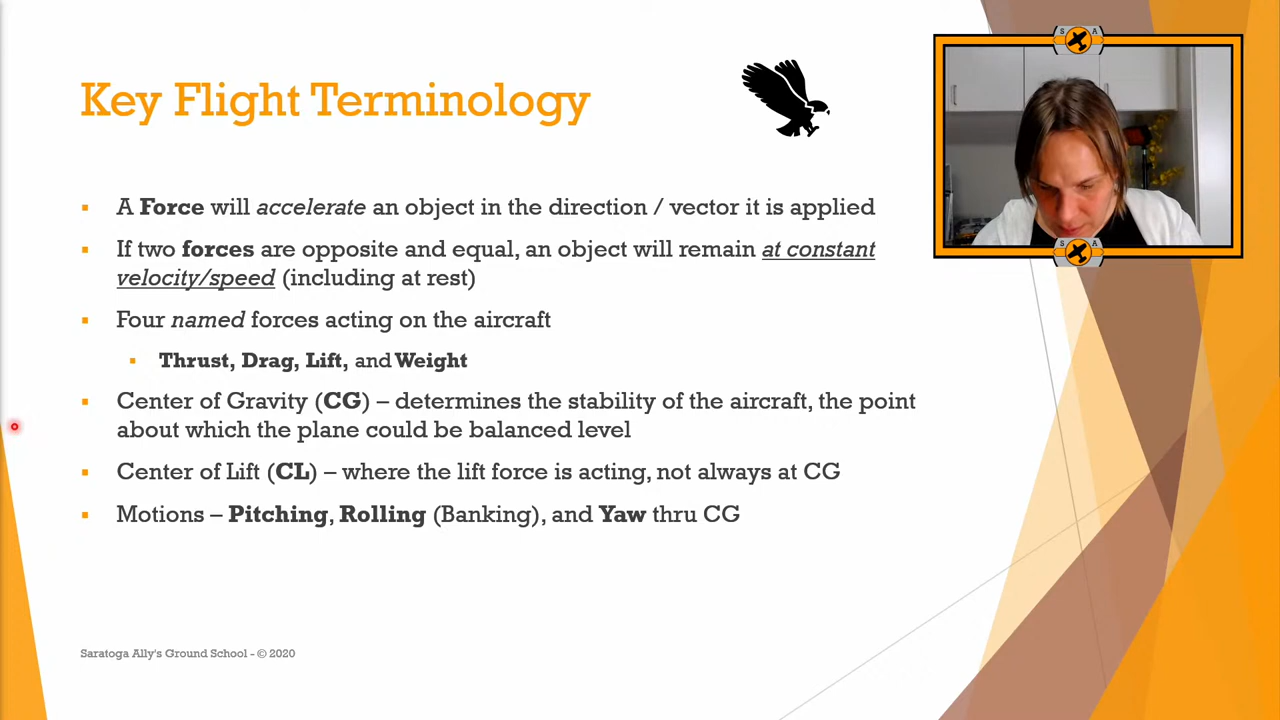 Key Flight Terminology
S A
A Force will accelerate an object in the direction / vector it is applied
If two forces are opposite and equal, an object will remain at constant
velocity/speed (including at rest)
Four named forces acting on the aircraft
Thrust, Drag, Lift, and Weight
Center of Gravity (CG) – determines the stability of the aircraft, the point
about which the plane could be balanced level
Center of Lift (CL) – where the lift force is acting, not always at CG
Motions – Pitching, Rolling (Banking), and Yaw thru CG
S A
Saratoga Ally's Ground School - © 2020